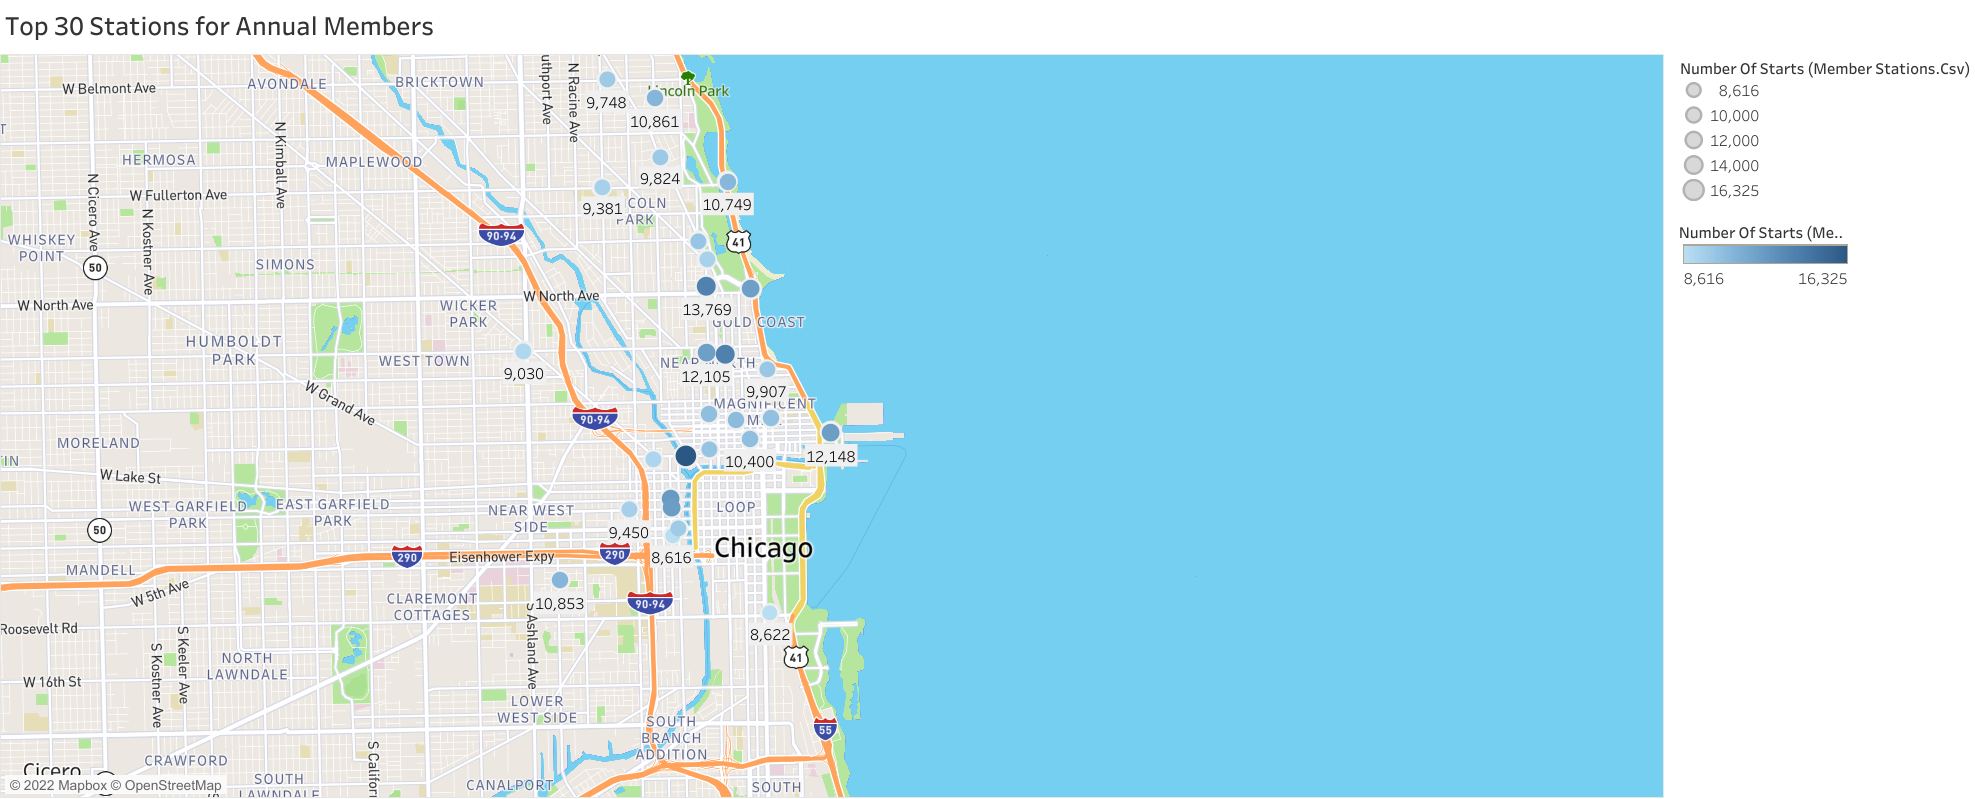 Top 30 Stations for Annual Members
AVONDALE
BRICKTOWN
W Belmont Ave
N Racine Ave
9,748
Lincoln Park
10,861
N Kimball Ave
HERMOSA
MAPLEWOOD
N Cicero Ave
W Fullerton Ave
9,824
N Kostner Ave
9,381
PARK
10,749
WHISKEY
POINT
90-94
41
50
SIMONS
W North Ave
WICKER
PARK
W North Ave
13,769
GOLD COAST
HUMBOLDT
PARK
WEST TOWN
9,030
12,105
9,907
W Grand Ave
90-94
MAGNIFICENT
MORELAND
W Lake St
10,400
12,148
WEST GARFIELD
PARK
EAST GARFIELD
PARK
NEAR WEST
SIDE
LOOP
50
9,450
Chicago
290
Eisenhower Expy
290
8,616
MANDELL
W 5th Ave
CLAREMONT
COTTAGES
10,853
90-94
S Ashland Ave
Roosevelt Rd
8,622
S Kostner Ave
S Keeler Ave
NORTH
LAWNDALE
41
W 16th St
LOWER
WEST SIDE
SOUTH
BRANCH
ADDITION
55
CRAWFORD
Cicero
SOUTH
LAWNDALE
CANALPORT
SOUTH
© 2022 Mapbox © OpenStreetMap
Number Of Starts (Member Stations.Csv)
8,616
10,000
12,000
14,000
16,325
Number Of Starts (Me..
8,616 16,325